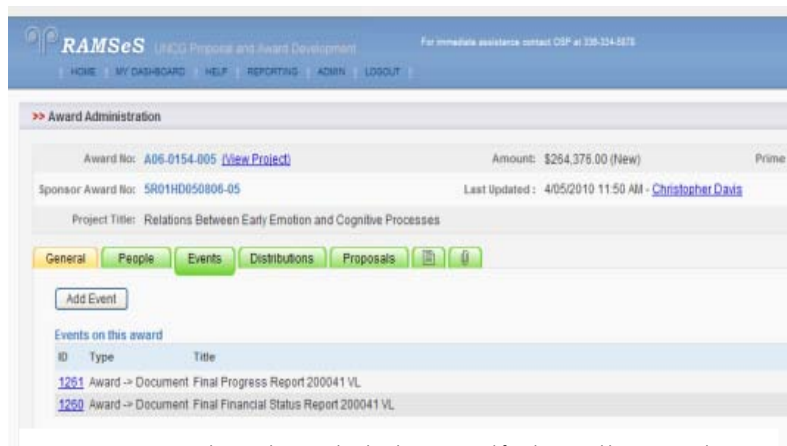 RAMSeS UNCG Proposal and Award Development
For immediate assistance contact OSP at 336-334-5878
HOME | MY DASHBOARD | HELP | REPORTING | ADMIN | LOGOUT |
>> Award Administration
Award No: A06-0154-005 (View Project) Amount: $264,376.00 (New) Prime
Sponsor Award No: 5R01HD050806-05 Last Updated : 4/05/2010 11:50 AM - Christopher Davis
Project Title: Relations Between Early Emotion and Cognitive Processes
General People Events Distributions Proposals
Add Event
Events on this award
ID Type Title
1261 Award -> Document Final Progress Report 200041 VL
1260 Award -> Document Final Financial Status Report 200041 VL